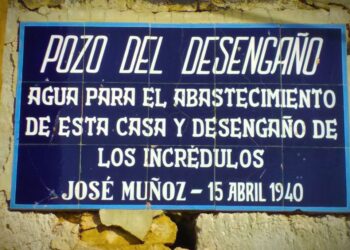 POZO DEL DESENGAÑO
AGUA PARA EL ABASTECIMIENTO
DE ESTA CASA Y DESENGAÑO DE
LOS INCRÉDULOS
JOSÉ MUÑOZ – 15 ABRIL 1940